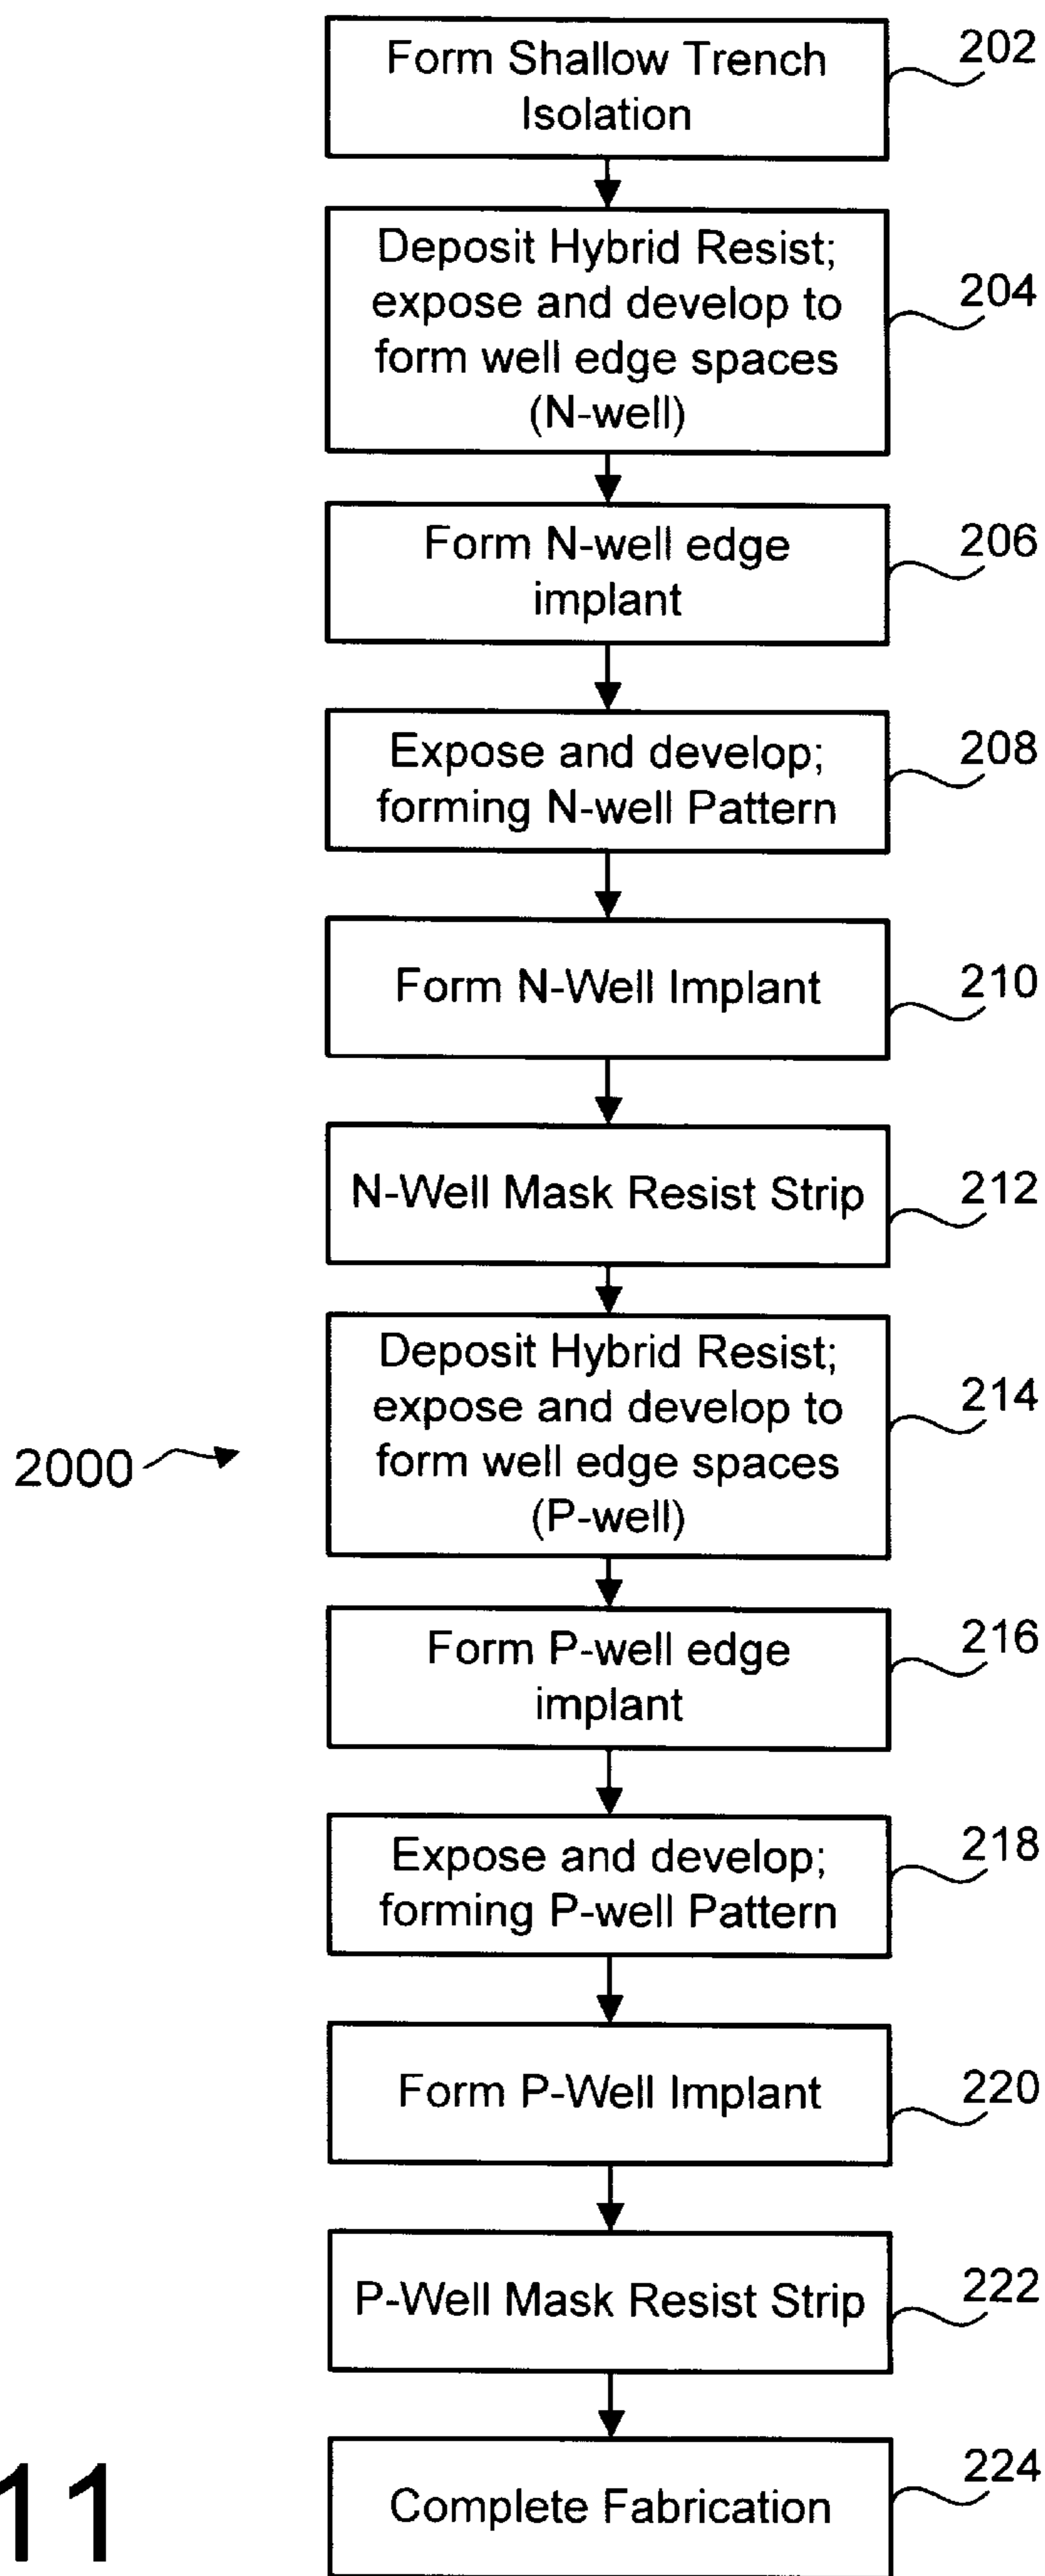 Form Shallow Trench
Isolation
202
Deposit Hybrid Resist;
expose and develop to
form well edge spaces
(N-well)
204
Form N-well edge
implant
206
Expose and develop;
forming N-well Pattern
208
Form N-Well Implant
210
N-Well Mask Resist Strip
212
Deposit Hybrid Resist;
expose and develop to
form well edge spaces
(P-well)
214
2000
Form P-well edge
implant
216
Expose and develop;
forming P-well Pattern
218
Form P-Well Implant
220
P-Well Mask Resist Strip
222
Complete Fabrication
224
11